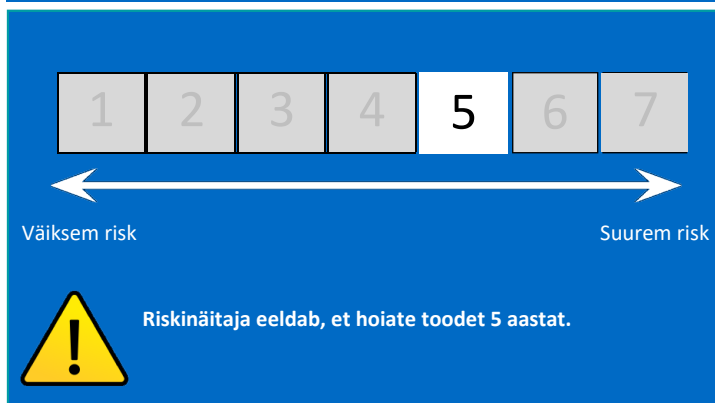 1 2 3 4 5 6 7
Väiksem risk Suurem risk
Riskinäitaja eeldab, et hoiate toodet 5 aastat.